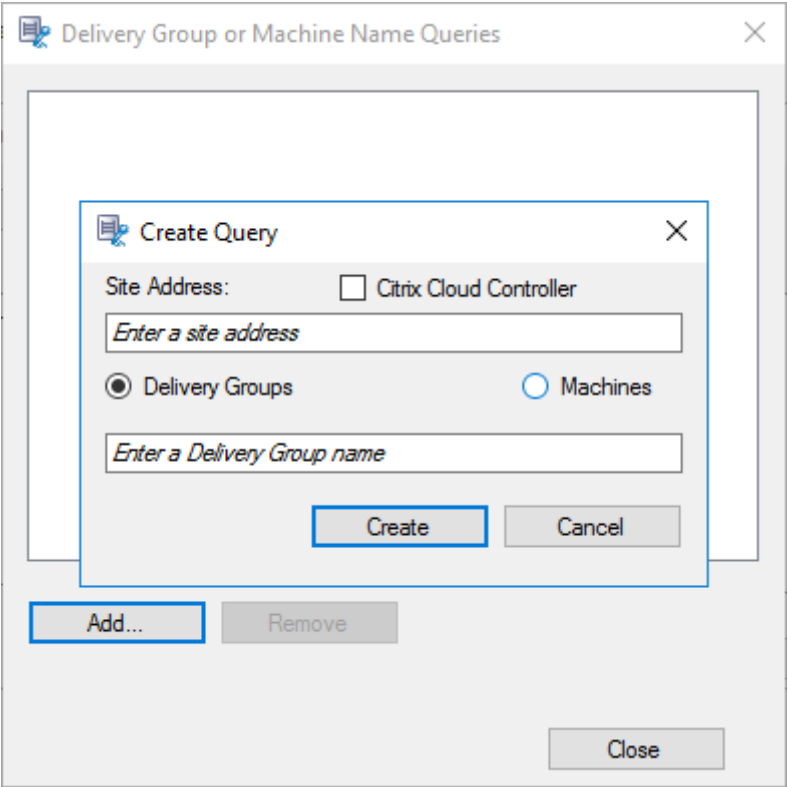 Delivery Group or Machine Name Queries
Create Query
Site Address: Citrix Cloud Controller
Enter a site address
Delivery Groups Machines
Enter a Delivery Group name
Create Cancel
Add... Remove
Close